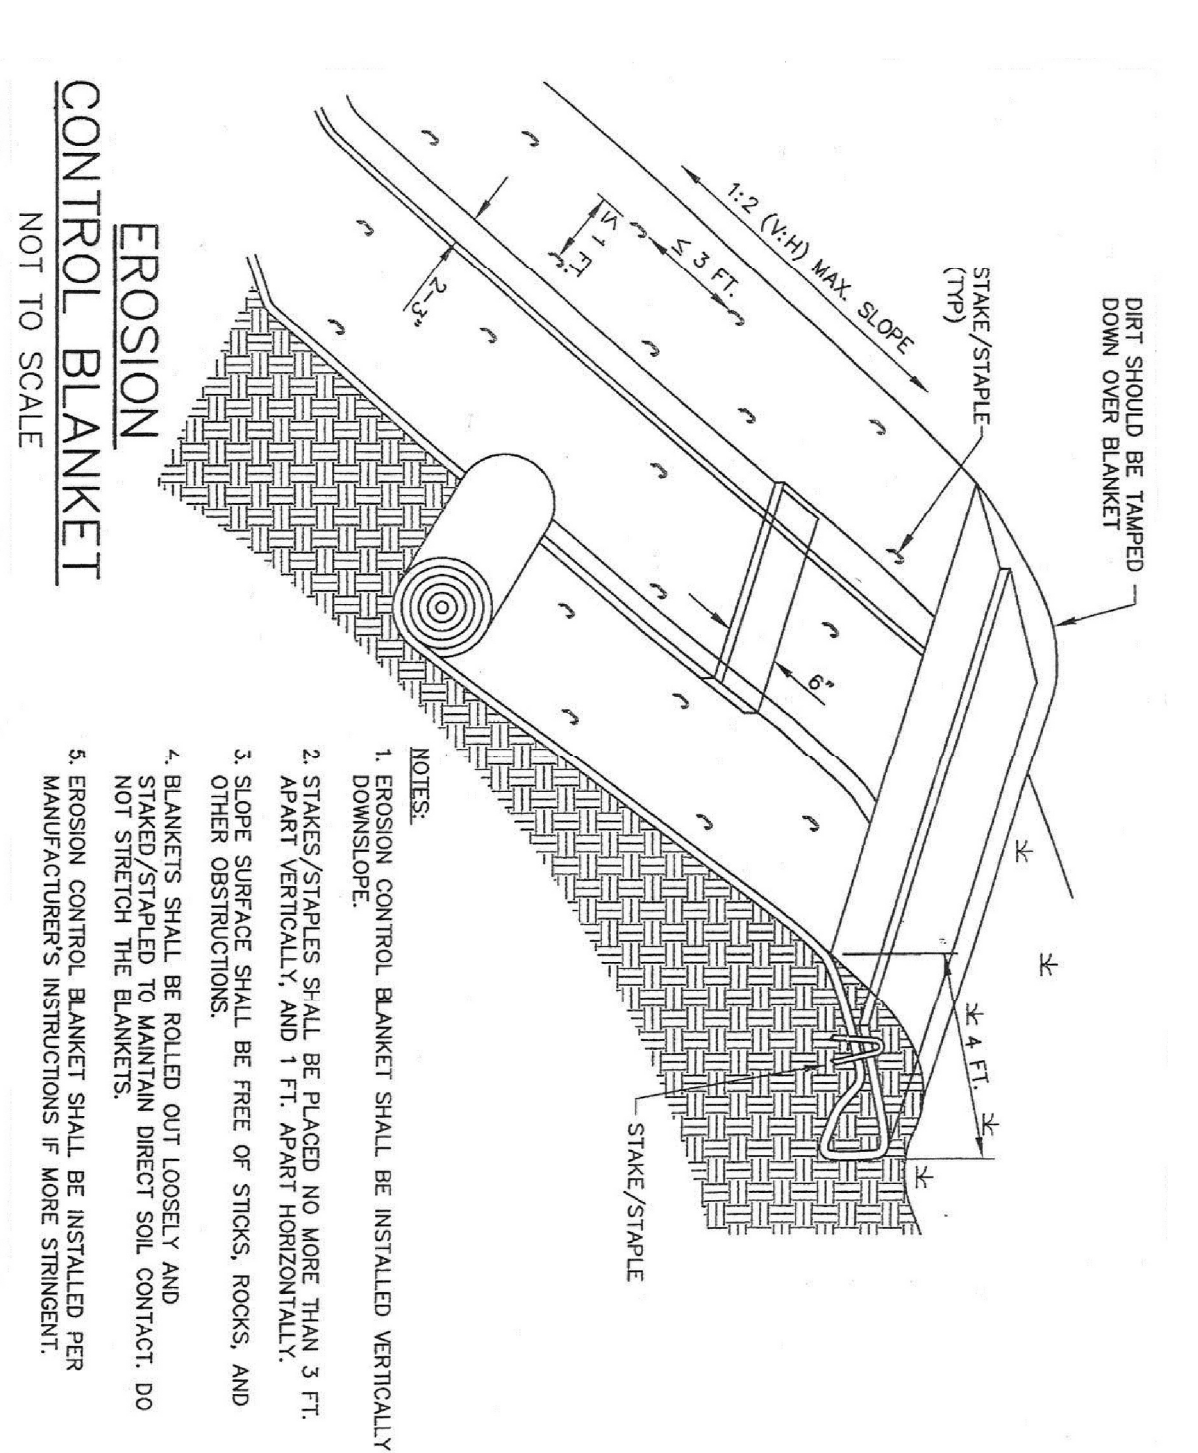 DIRT SHOULD BE TAMPED
DOWN OVER BLANKET
STAKE/STAPLE
(TYP)
1:2 (V:H) MAX. SLOPE
≤ 3 FT.
≤ 1 FT.
2-3"
6"
4 FT.
STAKE/STAPLE
EROSION
CONTROL BLANKET
NOT TO SCALE
NOTES:
1. EROSION CONTROL BLANKET SHALL BE INSTALLED VERTICALLY
DOWNSLOPE.
2. STAKES/STAPLES SHALL BE PLACED NO MORE THAN 3 FT.
APART VERTICALLY, AND 1 FT. APART HORIZONTALLY.
3. SLOPE SURFACE SHALL BE FREE OF STICKS, ROCKS, AND
OTHER OBSTRUCTIONS.
4. BLANKETS SHALL BE ROLLED OUT LOOSELY AND
STAKED/STAPLED TO MAINTAIN DIRECT SOIL CONTACT. DO
NOT STRETCH THE BLANKETS.
5. EROSION CONTROL BLANKET SHALL BE INSTALLED PER
MANUFACTURER'S INSTRUCTIONS IF MORE STRINGENT.